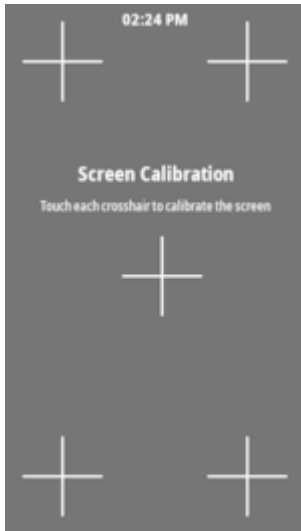 02:24 PM
Screen Calibration
Touch each crosshair to calibrate the screen